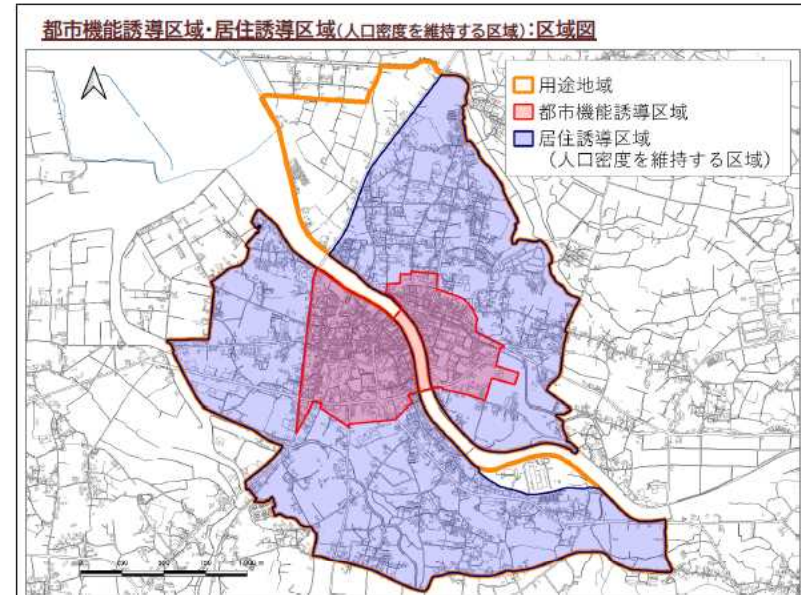 都市機能誘導区域・居住誘導区域(人口密度を維持する区域):区域図
用途地域
都市機能誘導区域
居住誘導区域
(人口密度を維持する区域)